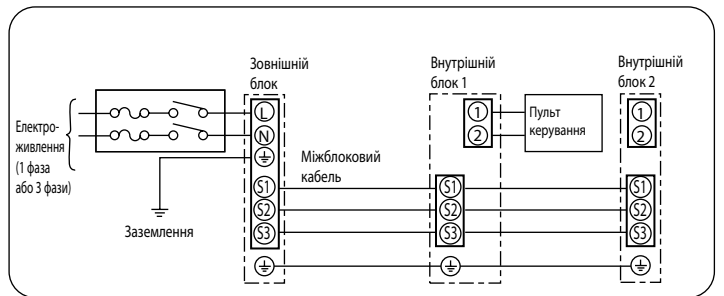 Зовнішній
блок
Внутрішній
блок 1
Внутрішній
блок 2
Електро-
живлення
(1 фаза
або 3 фази)
L
N
Заземлення
Міжблоковий
кабель
1
2
Пульт
керування
1
2
S1
S2
S3
S1
S2
S3
S1
S2
S3